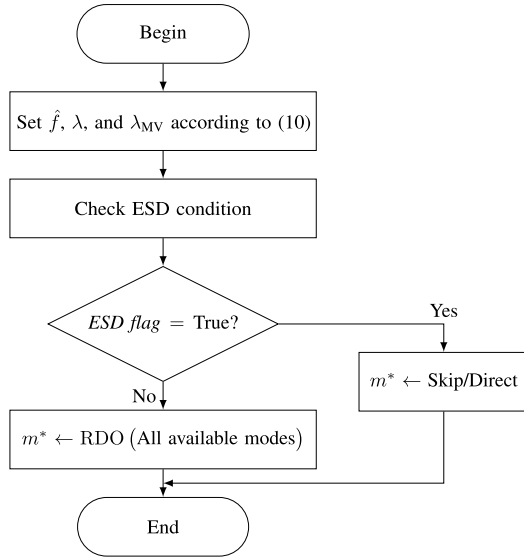 Begin
Set f̂, λ, and λ_MV according to (10)
Check ESD condition
ESD flag = True?
Yes
m* ← Skip/Direct
No
m* ← RDO (All available modes)
End